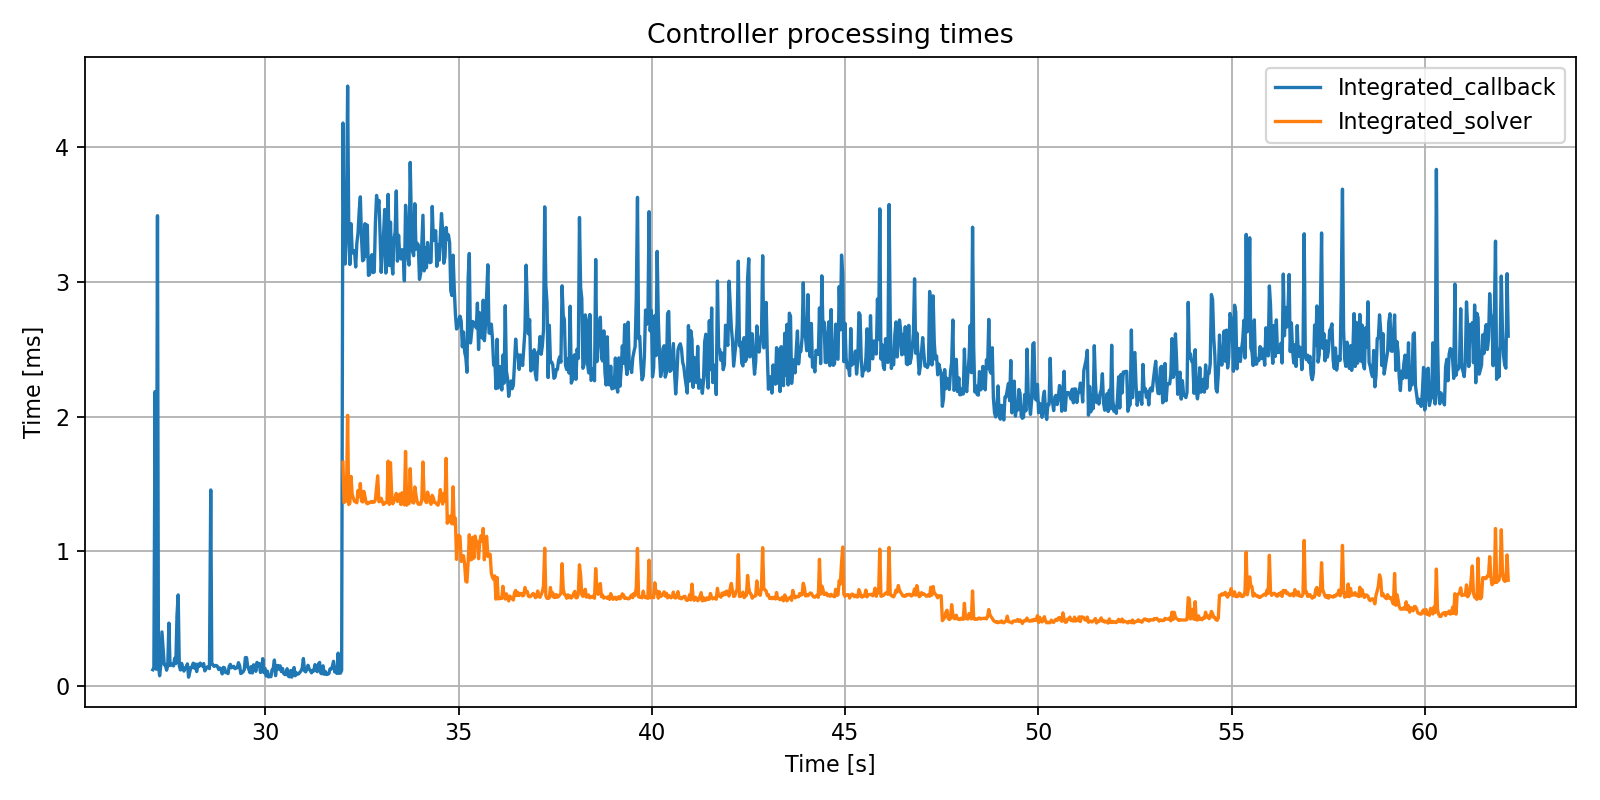 Controller processing times
Integrated_callback
Integrated_solver
Time [ms]
4
3
2
1
0
30 35 40 45 50 55 60
Time [s]